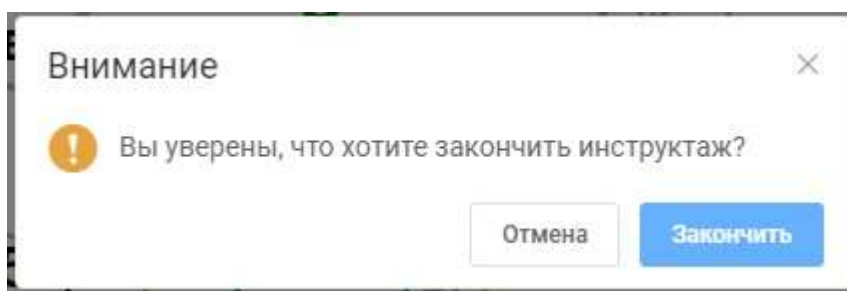 Внимание
Вы уверены, что хотите закончить инструктаж?
Отмена
Закончить